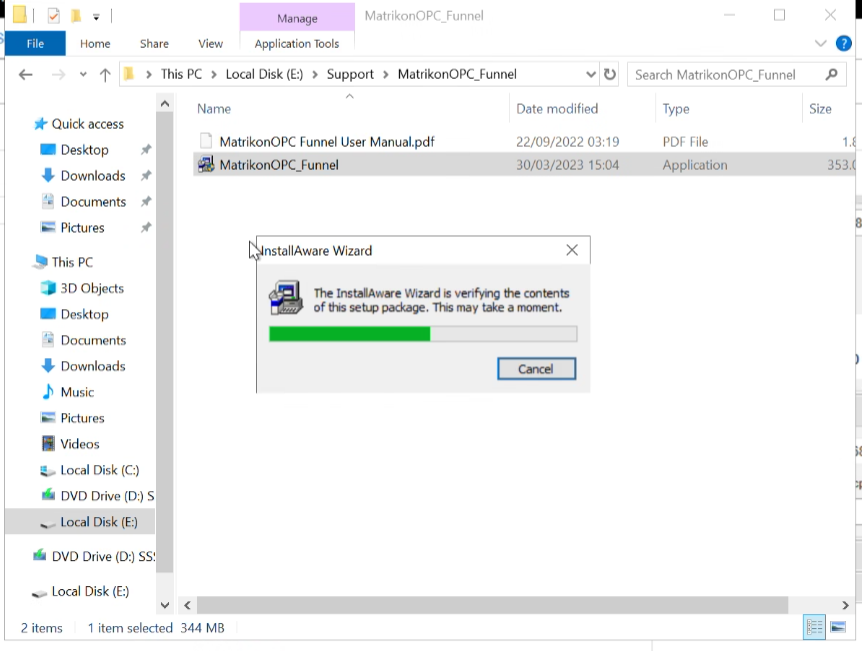 Manage
MatrikonOPC_Funnel
File
Home
Share
View
Application Tools
This PC
Local Disk (E:)
Support
MatrikonOPC_Funnel
Search MatrikonOPC_Funnel
Name
Date modified
Type
Size
MatrikonOPC Funnel User Manual.pdf
22/09/2022 03:19
PDF File
1.8
MatrikonOPC_Funnel
30/03/2023 15:04
Application
353.0
Quick access
Desktop
Downloads
Documents
Pictures
This PC
3D Objects
Desktop
Documents
Downloads
Music
Pictures
Videos
Local Disk (C:)
DVD Drive (D:) S
Local Disk (E:)
DVD Drive (D:) SS
Local Disk (E:)
InstallAware Wizard
The InstallAware Wizard is verifying the contents
of this setup package. This may take a moment.
Cancel
2 items
1 item selected 344 MB